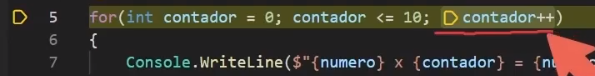 5 for(int contador = 0; contador <= 10; contador++)
6 {
7 Console.WriteLine($"{numero} x {contador} = {nu